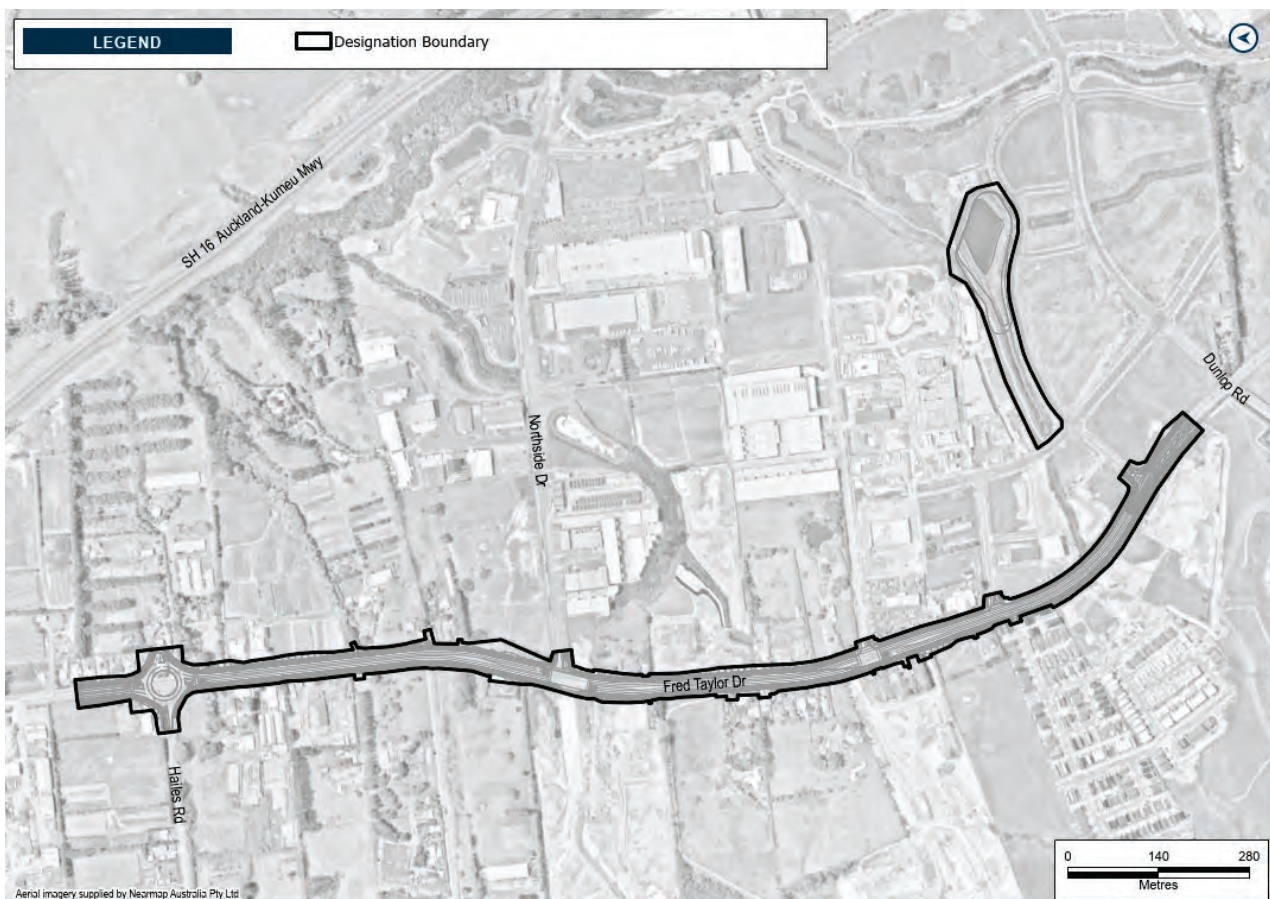 LEGEND
Designation Boundary
SH 16 Auckland-Kumeu Mwy
Northside Dr
Dunlop Rd
Fred Taylor Dr
Hailes Rd
0 140 280
Metres
Aerial imagery supplied by Nearmap Australia Pty Ltd